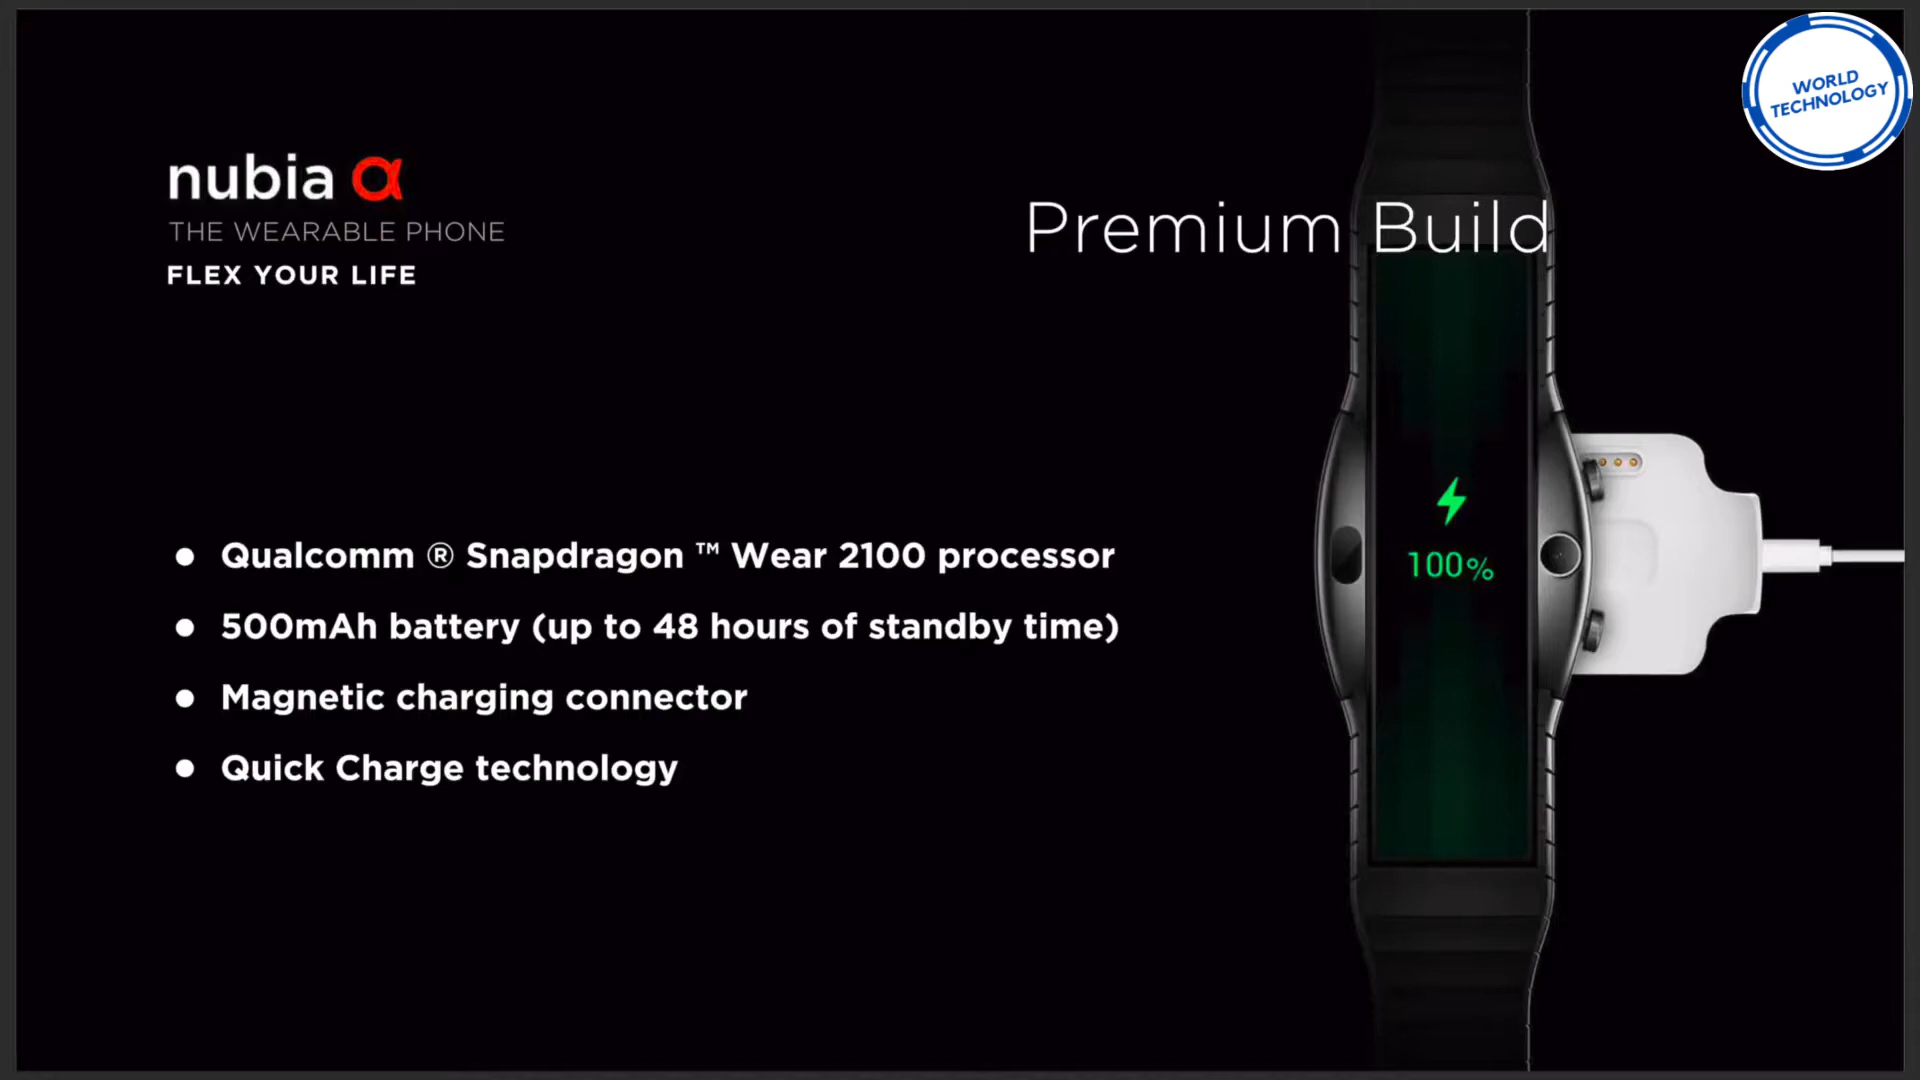 nubia α
THE WEARABLE PHONE
FLEX YOUR LIFE
Premium Build
● Qualcomm ® Snapdragon ™ Wear 2100 processor
● 500mAh battery (up to 48 hours of standby time)
● Magnetic charging connector
● Quick Charge technology
100%
WORLD
TECHNOLOGY